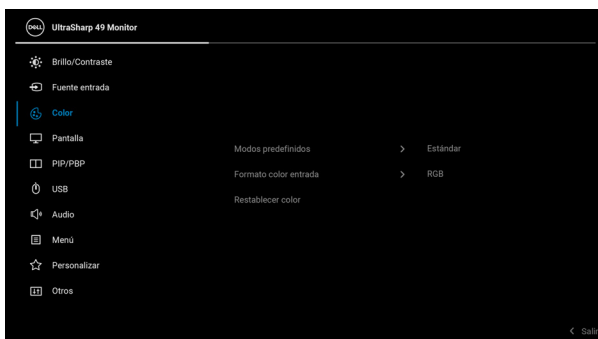 DELL UltraSharp 49 Monitor
Brillo/Contraste
Fuente entrada
Color
Pantalla
PIP/PBP
USB
Audio
Menú
Personalizar
Otros
Modos predefinidos Estándar
Formato color entrada RGB
Restablecer color
Salir